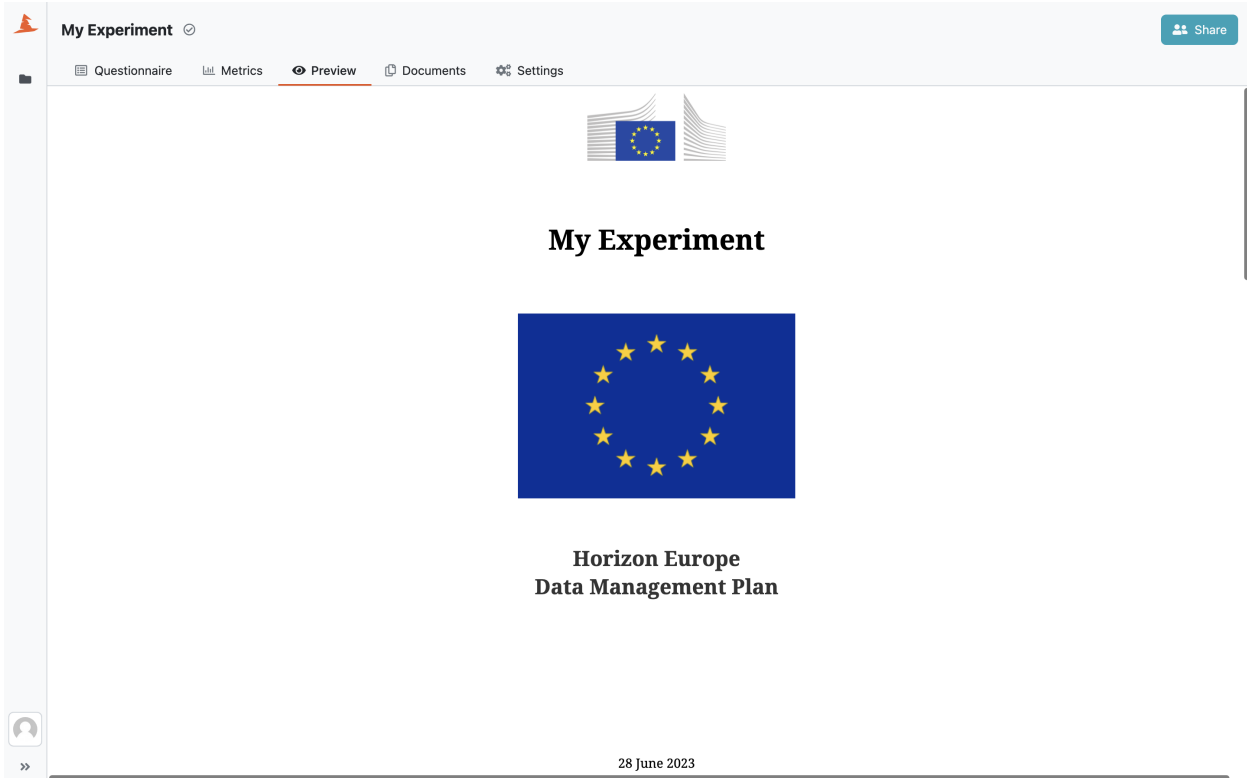 My Experiment
Share
Questionnaire
Metrics
Preview
Documents
Settings
My Experiment
Horizon Europe
Data Management Plan
28 June 2023